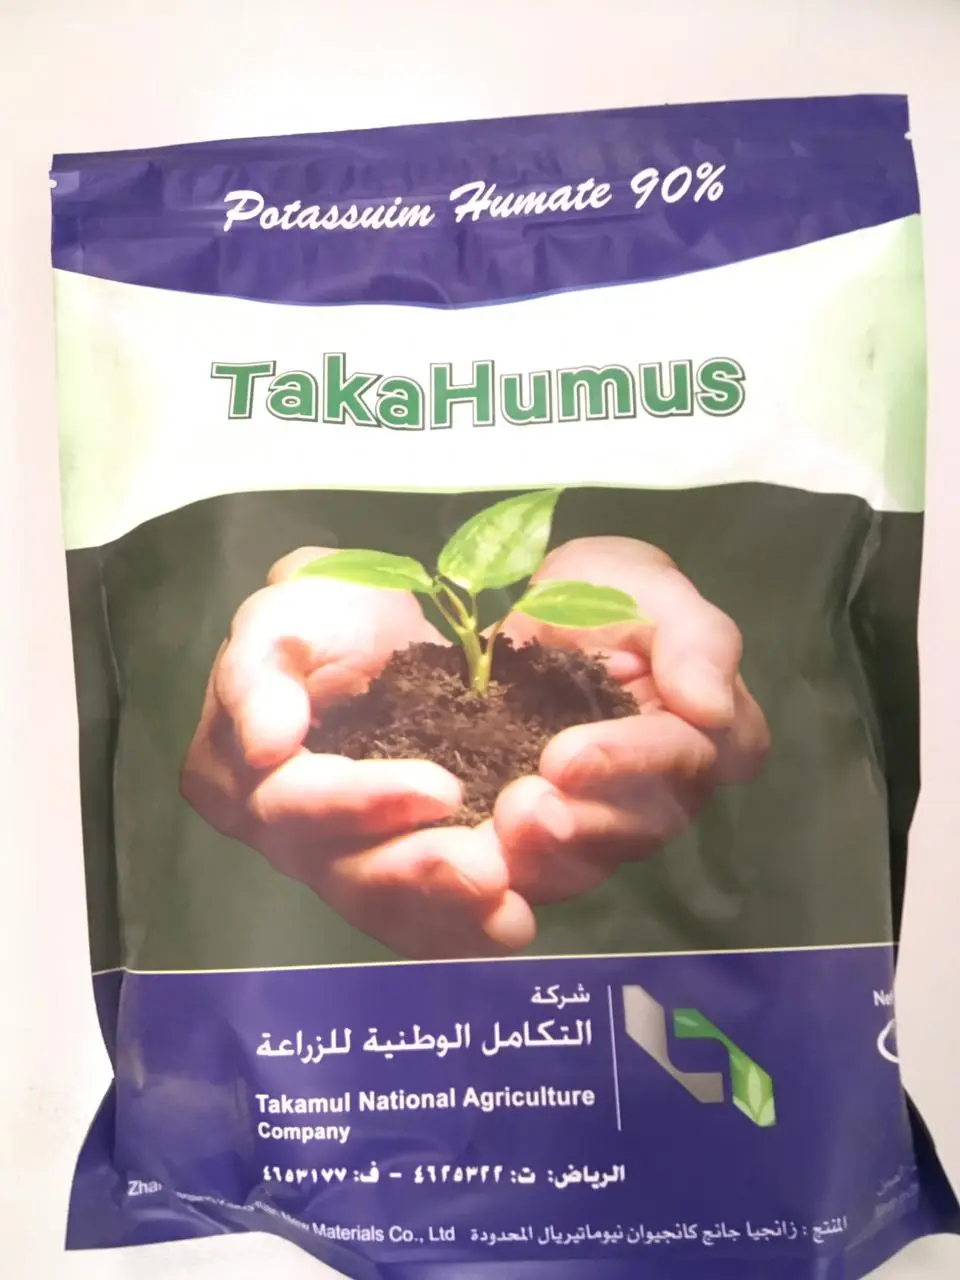 Potassuim Humate 90%
TakaHumus
شركة
التكامل الوطنية للزراعة
Takamul National Agriculture
Company
الرياض: ت: ٤٦٢٥٣٢٢ - ف: ٤٦٥٣١٧٧
Materials Co., Ltd
المنتج : زانجيا جانج كانجيوان نيوماتيريال المحدودة